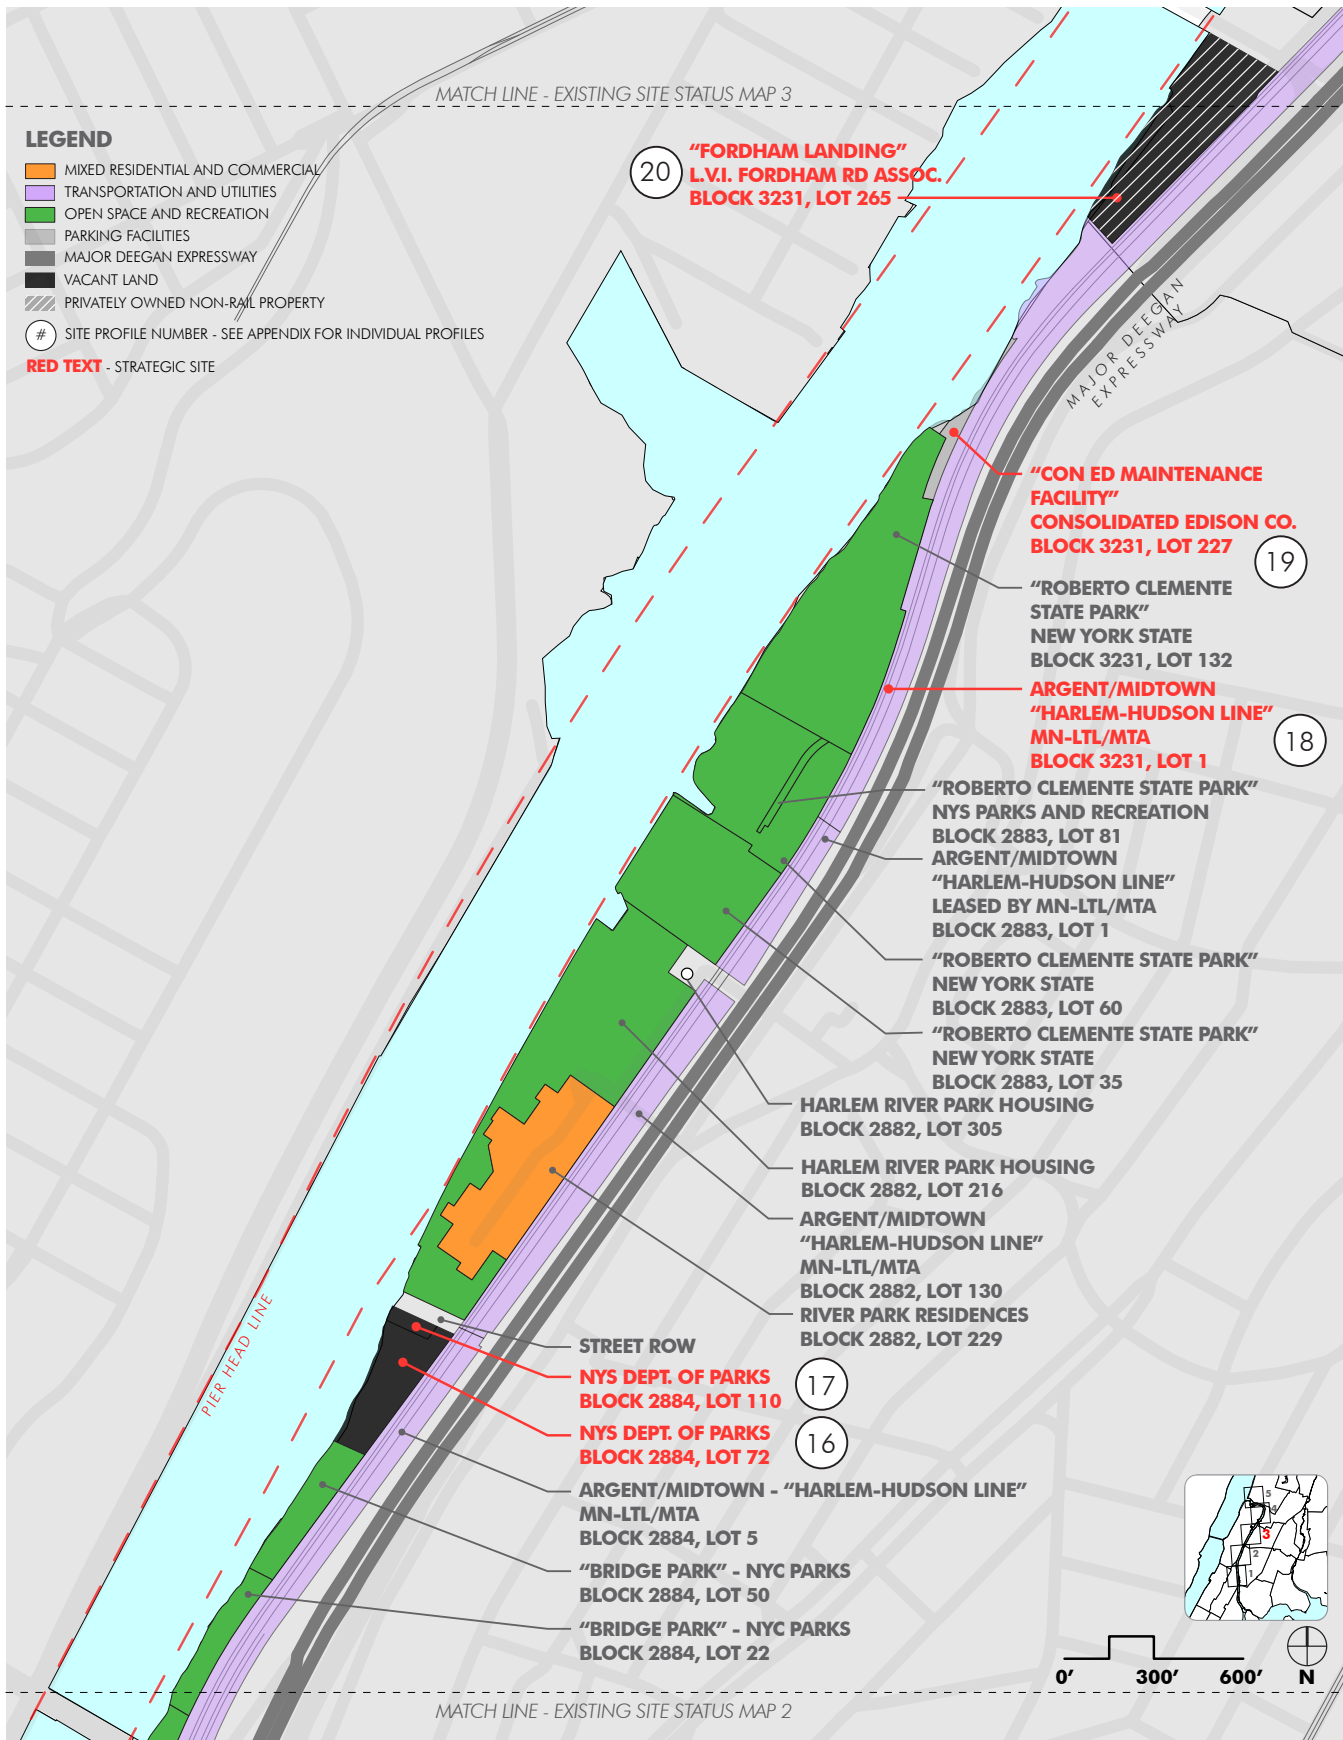 MATCH LINE - EXISTING SITE STATUS MAP 3
LEGEND
MIXED RESIDENTIAL AND COMMERCIAL
TRANSPORTATION AND UTILITIES
OPEN SPACE AND RECREATION
PARKING FACILITIES
MAJOR DEEGAN EXPRESSWAY
VACANT LAND
PRIVATELY OWNED NON-RAIL PROPERTY
# SITE PROFILE NUMBER - SEE APPENDIX FOR INDIVIDUAL PROFILES
RED TEXT - STRATEGIC SITE
20
“FORDHAM LANDING”
L.V.I. FORDHAM RD ASSOC.
BLOCK 3231, LOT 265
MAJOR DEEGAN
EXPRESSWAY
“CON ED MAINTENANCE
FACILITY”
CONSOLIDATED EDISON CO.
BLOCK 3231, LOT 227
19
“ROBERTO CLEMENTE
STATE PARK”
NEW YORK STATE
BLOCK 3231, LOT 132
ARGENT/MIDTOWN
“HARLEM-HUDSON LINE”
MN-LTL/MTA
BLOCK 3231, LOT 1
18
“ROBERTO CLEMENTE STATE PARK”
NYS PARKS AND RECREATION
BLOCK 2883, LOT 81
ARGENT/MIDTOWN
“HARLEM-HUDSON LINE”
LEASED BY MN-LTL/MTA
BLOCK 2883, LOT 1
“ROBERTO CLEMENTE STATE PARK”
NEW YORK STATE
BLOCK 2883, LOT 60
“ROBERTO CLEMENTE STATE PARK”
NEW YORK STATE
BLOCK 2883, LOT 35
HARLEM RIVER PARK HOUSING
BLOCK 2882, LOT 305
HARLEM RIVER PARK HOUSING
BLOCK 2882, LOT 216
ARGENT/MIDTOWN
“HARLEM-HUDSON LINE”
MN-LTL/MTA
BLOCK 2882, LOT 130
RIVER PARK RESIDENCES
BLOCK 2882, LOT 229
PIER HEAD LINE
STREET ROW
NYS DEPT. OF PARKS
BLOCK 2884, LOT 110
17
NYS DEPT. OF PARKS
BLOCK 2884, LOT 72
16
ARGENT/MIDTOWN - “HARLEM-HUDSON LINE”
MN-LTL/MTA
BLOCK 2884, LOT 5
“BRIDGE PARK” - NYC PARKS
BLOCK 2884, LOT 50
“BRIDGE PARK” - NYC PARKS
BLOCK 2884, LOT 22
5
4
3
2
1
0’ 300’ 600’
N
MATCH LINE - EXISTING SITE STATUS MAP 2